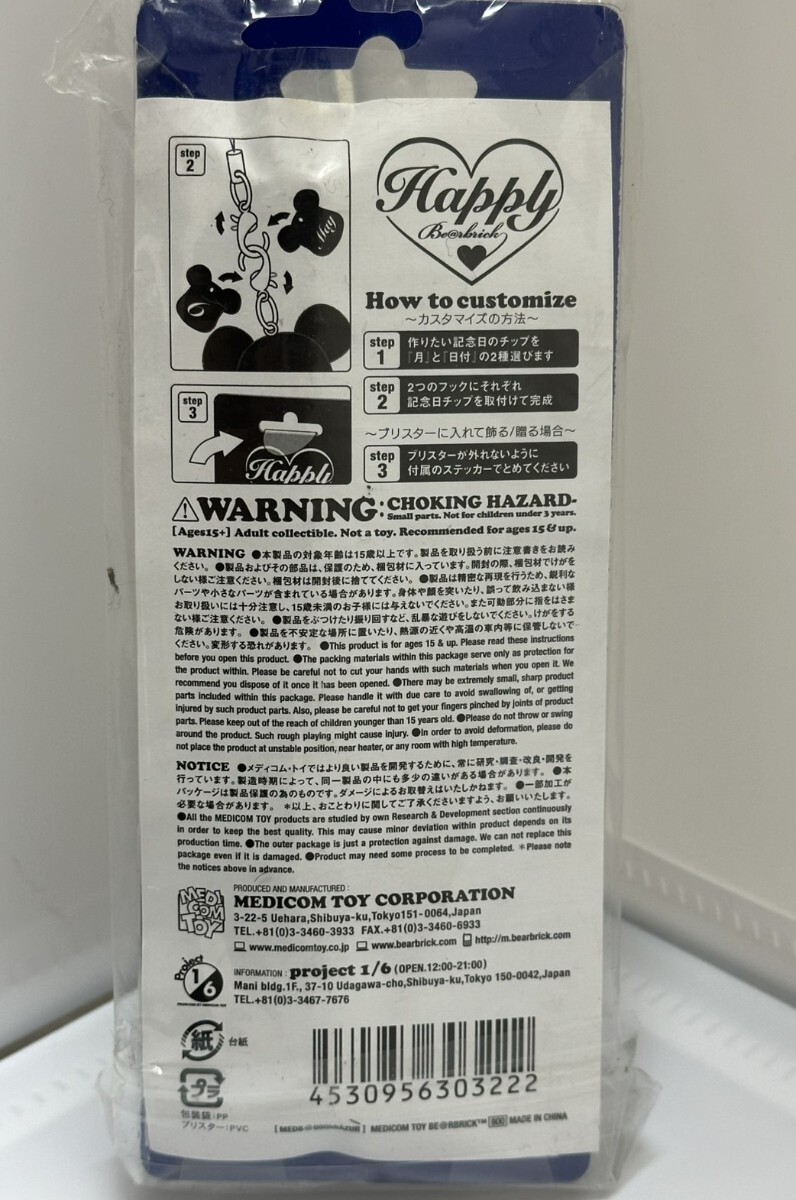 step
2
May
6
Happy
Be@rbrick
How to customize
～カスタマイズの方法～
step
1
作りたい記念日のチップを
『月』と『日付』の2種選びます
step
2
2つのフックにそれぞれ
記念日チップを取付けて完成
～ブリスターに入れて飾る/贈る場合～
step
3
Happy
step
3
ブリスターが外れないように
付属のステッカーでとめてください
⚠WARNING:CHOKING HAZARD-
Small parts. Not for children under 3 years.
[Ages15+] Adult collectible. Not a toy. Recommended for ages 15 & up.
WARNING ●本製品の対象年齢は15歳以上です。製品を取り扱う前に注意書きをお読み
ください。●製品およびその部品は、保護のため、梱包材に入っています。開封の際、梱包材でけがを
しない様ご注意ください。梱包材は開封後に捨ててください。●製品は精密な再現を行うため、鋭利な
パーツや小さなパーツが含まれている場合があります。身体や顔を突いたり、誤って飲み込まない様
お取り扱いには十分注意し、15歳未満のお子様には与えないでください。また可動部分に指をはさま
ない様ご注意ください。●製品をぶつけたり振り回すなど、乱暴な遊びをしないでください。けがをする
危険があります。●製品を不安定な場所に置いたり、熱源の近くや高温の車内等に保管しないで
ください。変形する恐れがあります。●This product is for ages 15 & up. Please read these instructions
before you open this product. ●The packing materials within this package serve only as protection for
the product within. Please be careful not to cut your hands with such materials when you open it. We
recommend you dispose of it once it has been opened. ●There may be extremely small, sharp product
parts included within this package. Please handle it with due care to avoid swallowing of, or getting
injured by such product parts. Also, please be careful not to get your fingers pinched by joints of product
parts. Please keep out of the reach of children younger than 15 years old. ●Please do not throw or swing
around the product. Such rough playing might cause injury. ●In order to avoid deformation, please do
not place the product at unstable position, near heater, or any room with high temperature.
NOTICE ●メディコム・トイではより良い製品を開発するために、常に研究・調査・改良・開発を
行っています。製造時期によって、同一製品の中にも多少の違いがある場合があります。●本
パッケージは製品保護の為のものです。ダメージによるお取替えはいたしかねます。●一部加工が
必要な場合があります。 ＊以上、おことわりに関してご了承くださいますよう、お願いいたします。
●All the MEDICOM TOY products are studied by own Research & Development section continuously
in order to keep the best quality. This may cause minor deviation within product depends on its
production time. ●The outer package is just a protection against damage. We can not replace this
package even if it is damaged. ●Product may need some process to be completed. ＊Please note
the notices above in advance.
MEDI
COM
TOY
PRODUCED AND MANUFACTURED :
MEDICOM TOY CORPORATION
3-22-5 Uehara,Shibuya-ku,Tokyo151-0064,Japan
TEL.+81(0)3-3460-3933 FAX.+81(0)3-3460-6933
www.medicomtoy.co.jp www.bearbrick.com http://m.bearbrick.com
Project
1/6
INFORMATION : project 1/6 (OPEN.12:00-21:00)
Mani bldg.1F., 37-10 Udagawa-cho,Shibuya-ku,Tokyo 150-0042,Japan
TEL.+81(0)3-3467-7676
紙 台紙
プラ
包装袋:PP
ブリスター:PVC
4530956303222
MEDICOM TOY BE@RBRICK™ MADE IN CHINA